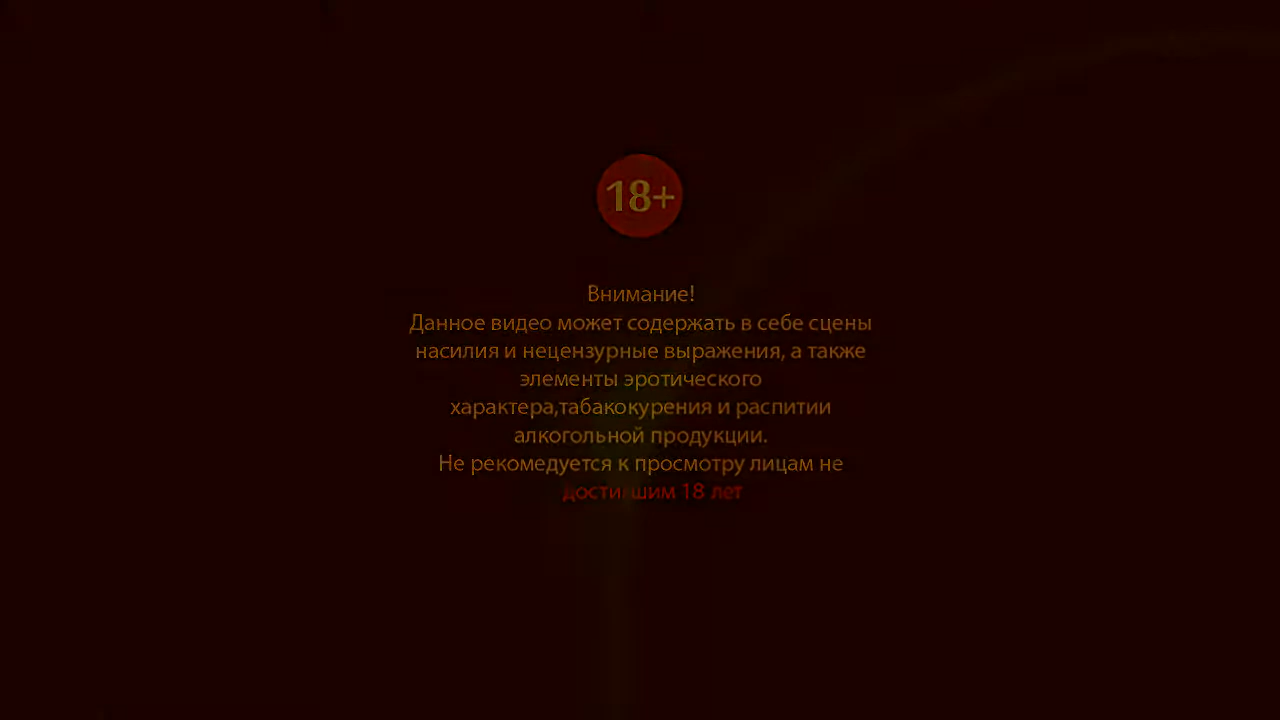 18+
Внимание!
Данное видео может содержать в себе сцены
насилия и нецензурные выражения, а также
элементы эротического
характера,табакокурения и распитии
алкогольной продукции.
Не рекомедуется к просмотру лицам не
18 лет